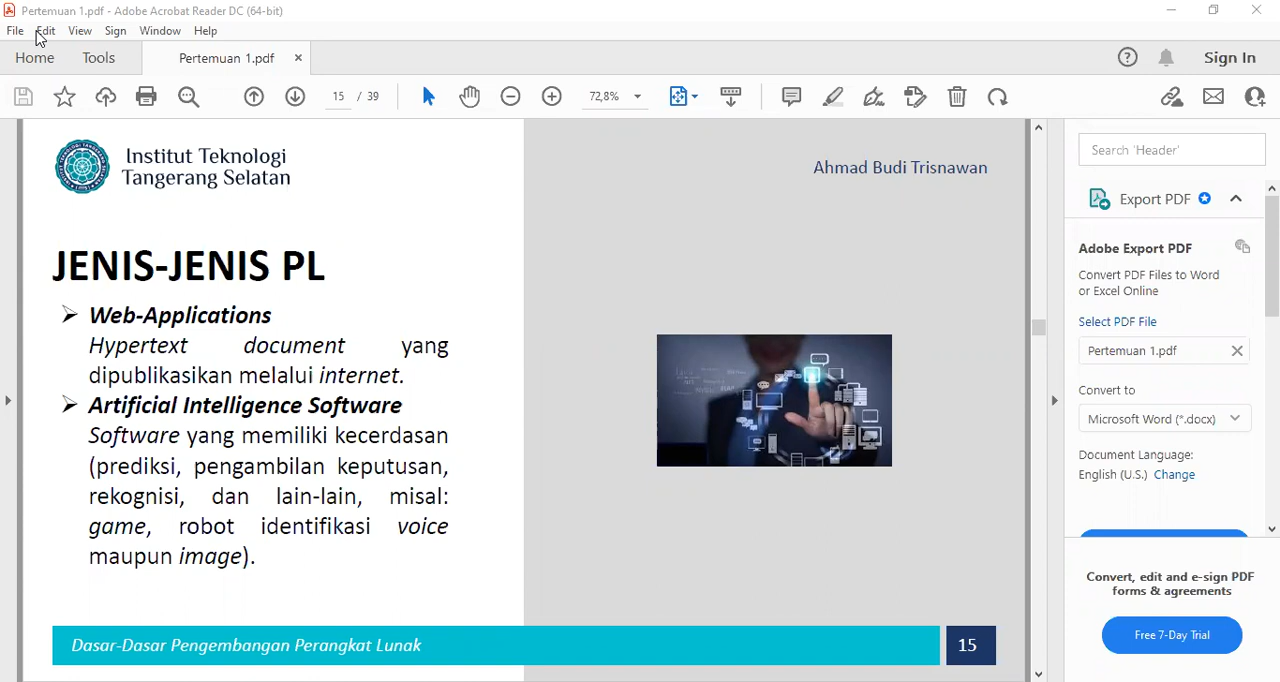 Pertemuan 1.pdf - Adobe Acrobat Reader DC (64-bit)
File Edit View Sign Window Help
Home Tools Pertemuan 1.pdf
15 / 39 72,8%
Sign In
Institut Teknologi
Tangerang Selatan
Ahmad Budi Trisnawan
JENIS-JENIS PL
Web-Applications
Hypertext document yang
dipublikasikan melalui internet.
Artificial Intelligence Software
Software yang memiliki kecerdasan
(prediksi, pengambilan keputusan,
rekognisi, dan lain-lain, misal:
game, robot identifikasi voice
maupun image).
Dasar-Dasar Pengembangan Perangkat Lunak
15
Search 'Header'
Export PDF
Adobe Export PDF
Convert PDF Files to Word
or Excel Online
Select PDF File
Pertemuan 1.pdf
Convert to
Microsoft Word (*.docx)
Document Language:
English (U.S.) Change
Convert, edit and e-sign PDF
forms & agreements
Free 7-Day Trial